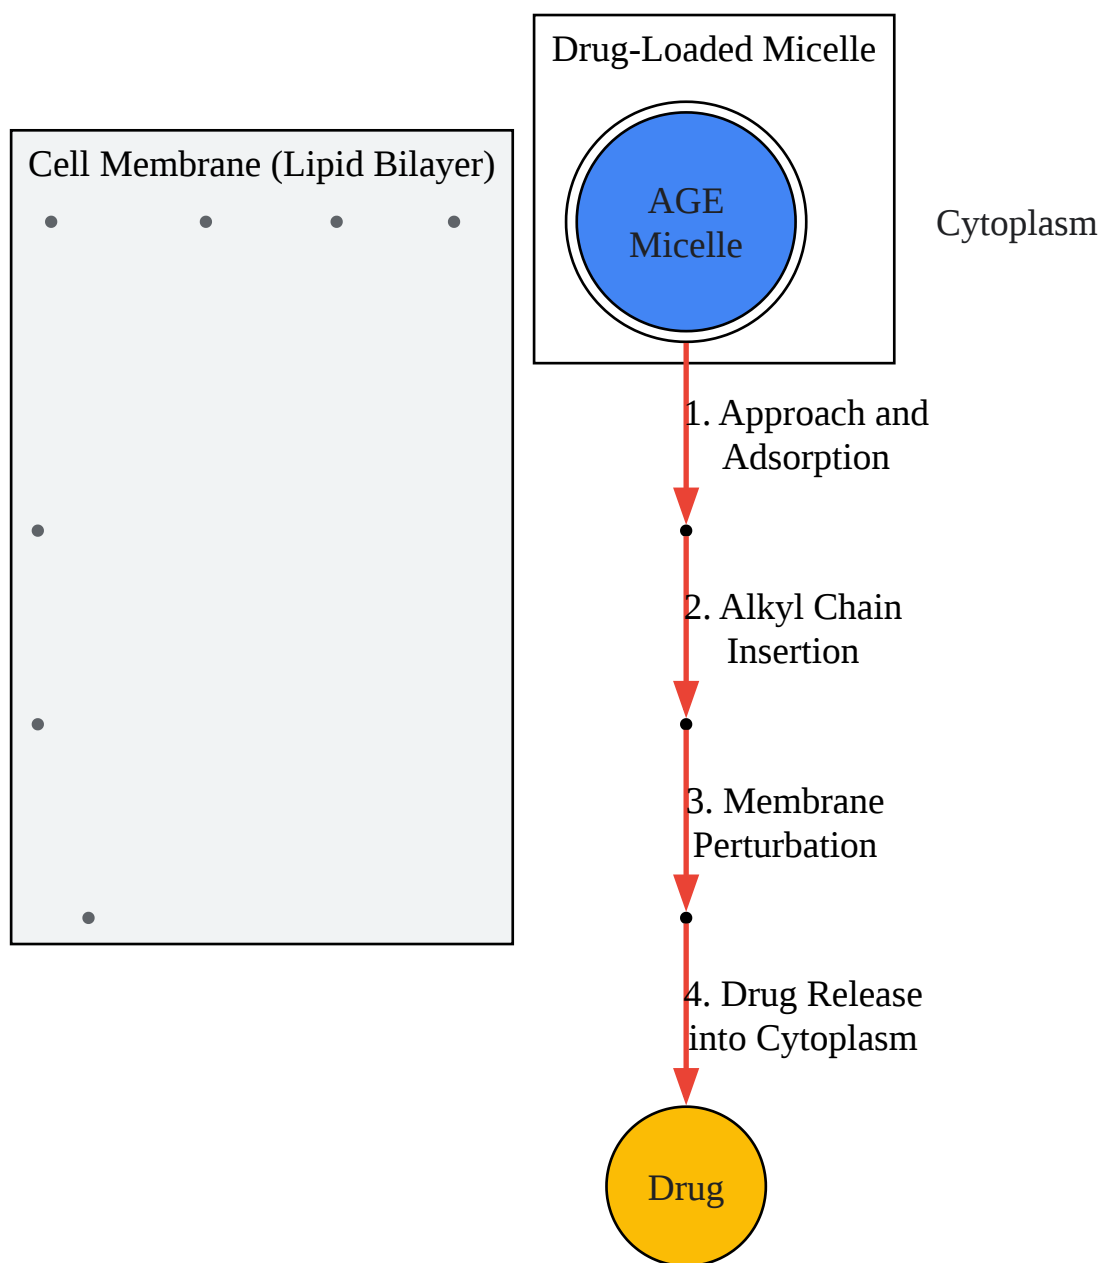 Drug-Loaded Micelle
Cell Membrane (Lipid Bilayer)
AGE
Micelle
Cytoplasm
1. Approach and
Adsorption
2. Alkyl Chain
Insertion
3. Membrane
Perturbation
4. Drug Release
into Cytoplasm
Drug